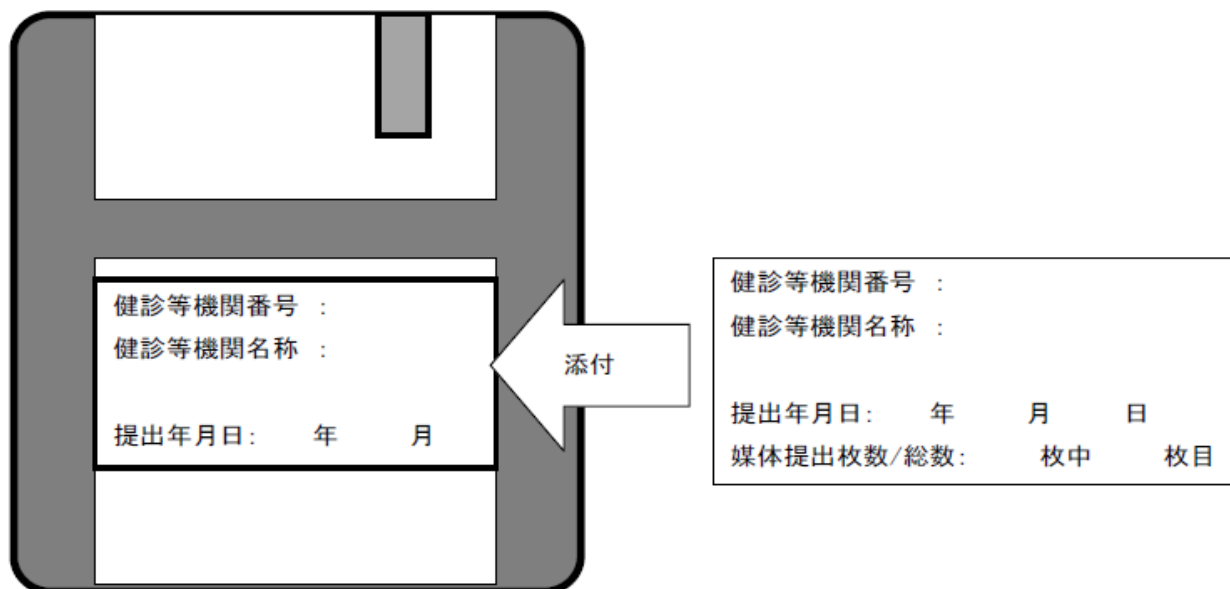 健診等機関番号 :
健診等機関名称 :
提出年月日: 年 月
添付
健診等機関番号 :
健診等機関名称 :
提出年月日: 年 月 日
媒体提出枚数/総数: 枚中 枚目